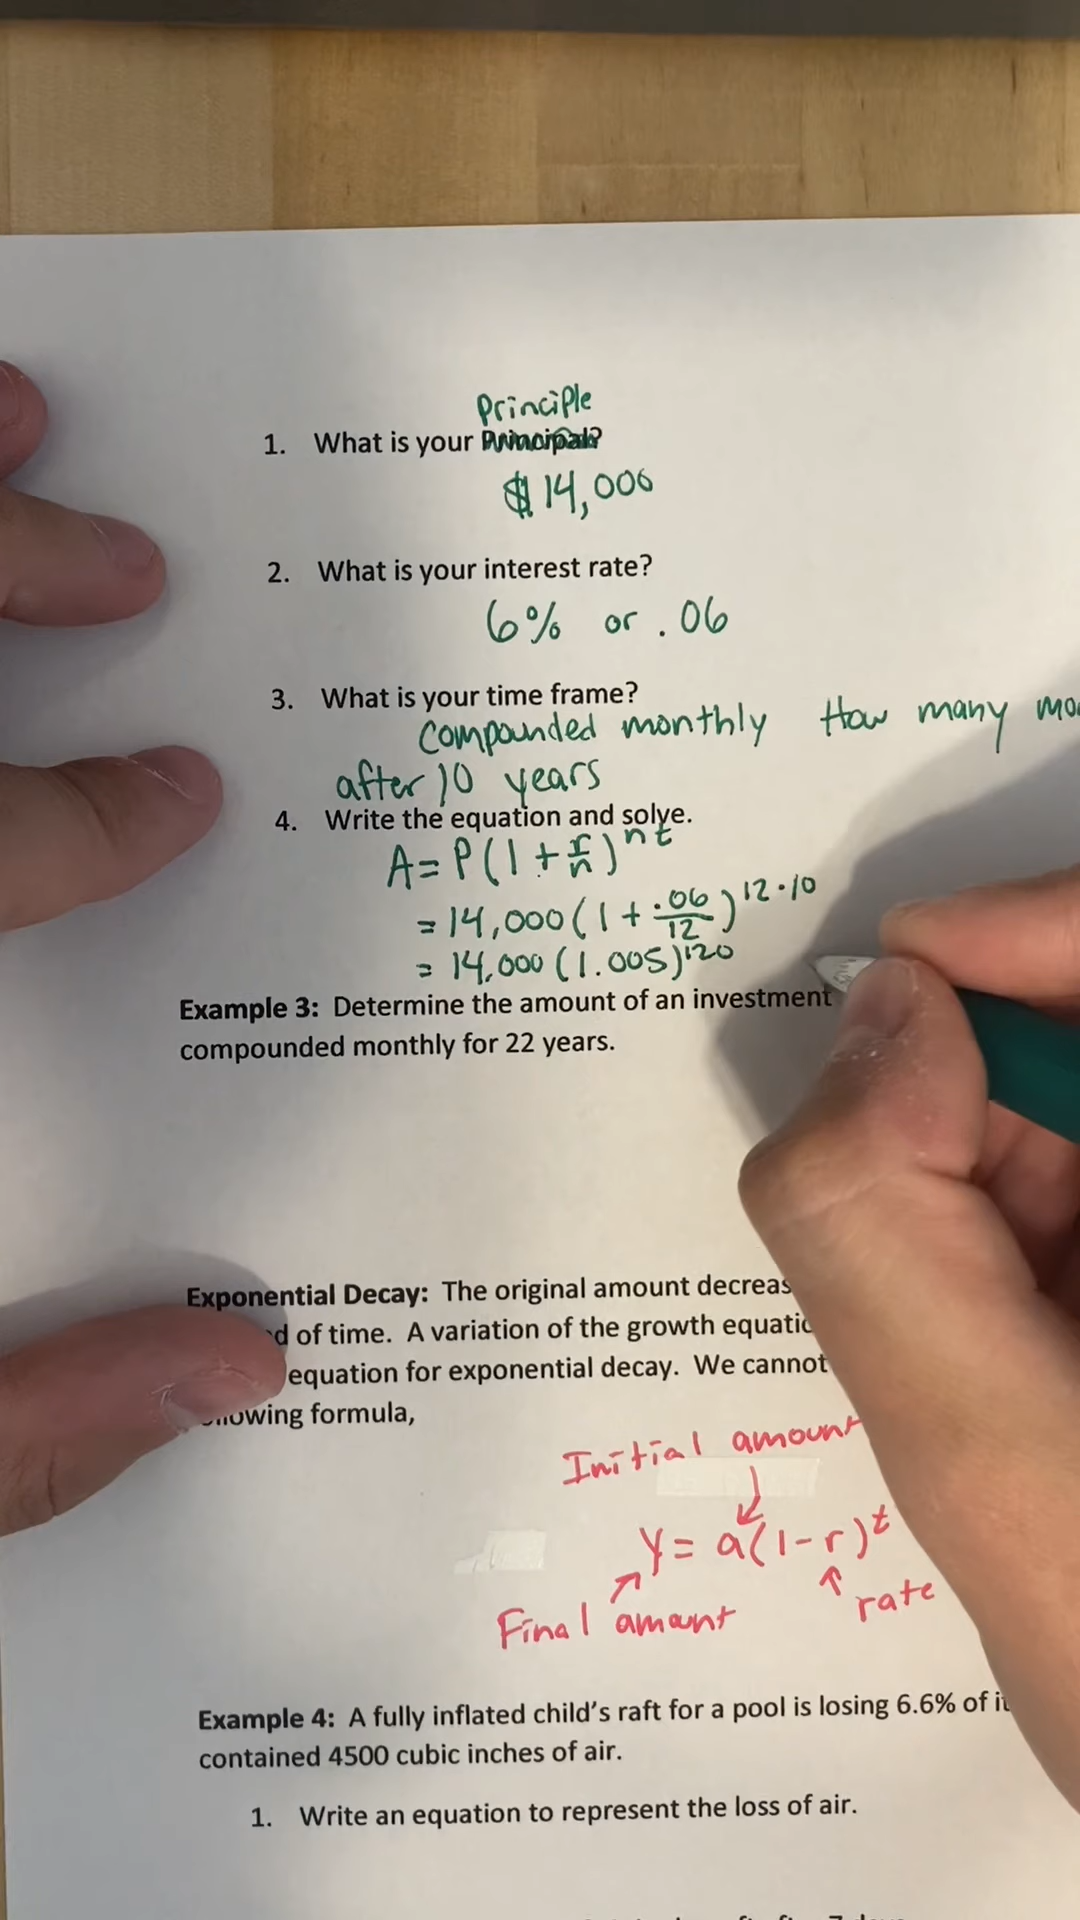 Principle
1. What is your Principal?
$14,000
2. What is your interest rate?
6% or .06
3. What is your time frame?
compounded monthly How many
after 10 years
4. Write the equation and solve.
A = P(1 + r/n)^nt
= 14,000(1 + .06/12)^12·10
= 14,000(1.005)^120
Example 3: Determine the amount of an investment
compounded monthly for 22 years.
Exponential Decay: The original amount decreas
d of time. A variation of the growth equatio
equation for exponential decay. We cannot
llowing formula,
Initial amount
y = a(1-r)^t
rate
Final amount
Example 4: A fully inflated child's raft for a pool is losing 6.6% of it
contained 4500 cubic inches of air.
1. Write an equation to represent the loss of air.